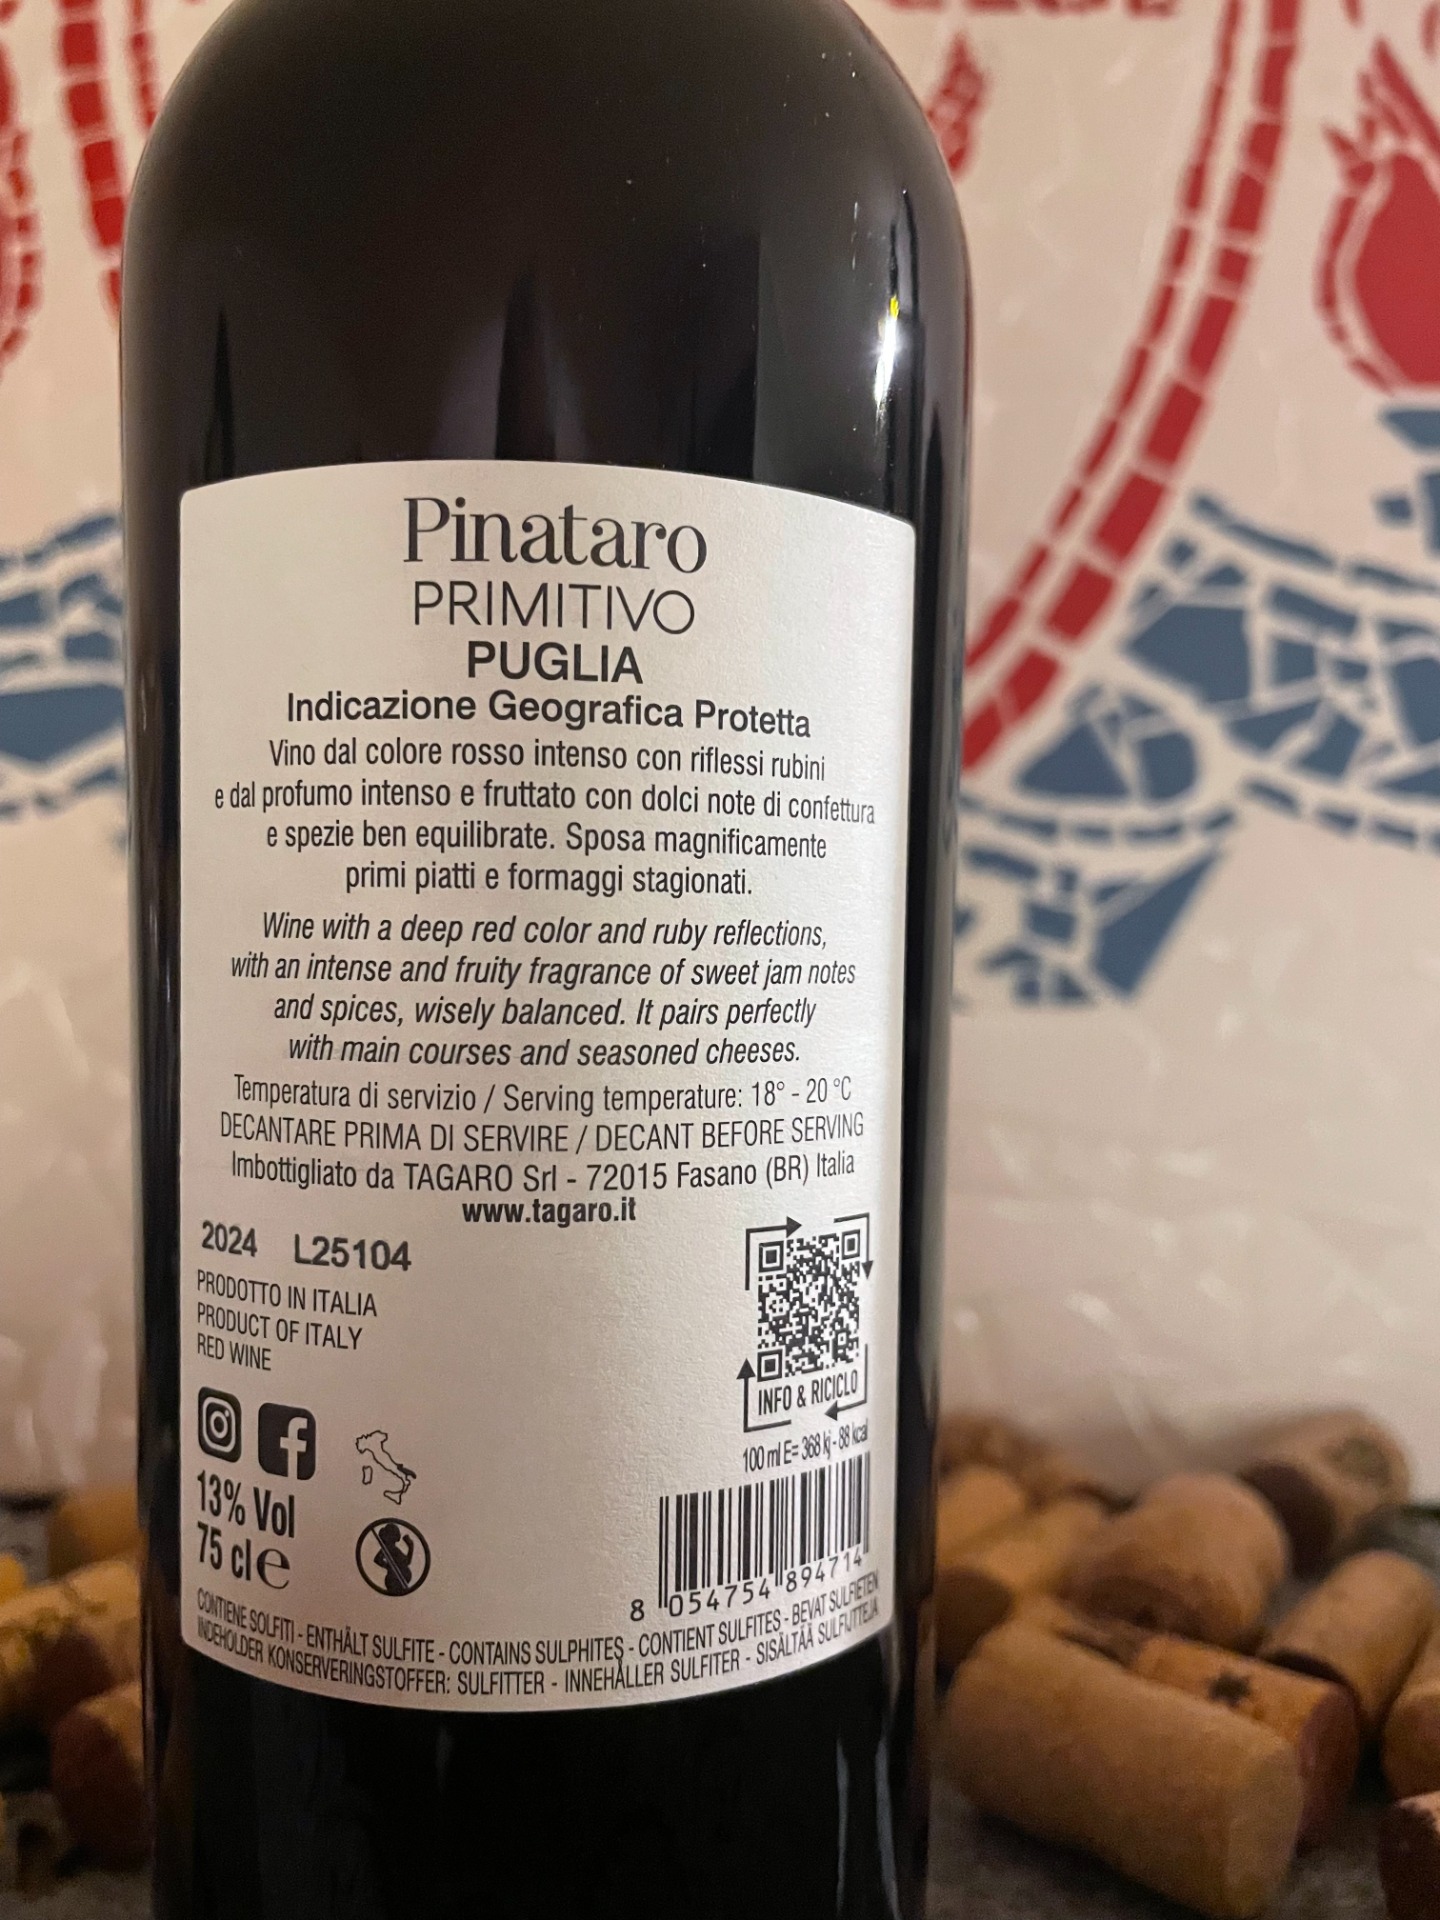 Pinataro
PRIMITIVO
PUGLIA
Indicazione Geografica Protetta
Vino dal colore rosso intenso con riflessi rubini
e dal profumo intenso e fruttato con dolci note di confettura
e spezie ben equilibrate. Sposa magnificamente
primi piatti e formaggi stagionati.
Wine with a deep red color and ruby reflections,
with an intense and fruity fragrance of sweet jam notes
and spices, wisely balanced. It pairs perfectly
with main courses and seasoned cheeses.
Temperatura di servizio / Serving temperature: 18° - 20 °C
DECANTARE PRIMA DI SERVIRE / DECANT BEFORE SERVING
Imbottigliato da TAGARO Srl - 72015 Fasano (BR) Italia
www.tagaro.it
2024 L25104
PRODOTTO IN ITALIA
PRODUCT OF ITALY
RED WINE
INFO & RICICLO
100 ml E= 368 kj - 88 kcal
13% Vol
75 cl e
8 054754 894714
CONTIENE SOLFITI - ENTHÄLT SULFITE - CONTAINS SULPHITES - CONTIENT SULFITES - BEVAT SULFIETEN
INDEHOLDER KONSERVERINGSTOFFER: SULFITTER - INNEHÅLLER SULFITER - SISÄLTÄÄ SULFIITTEJA